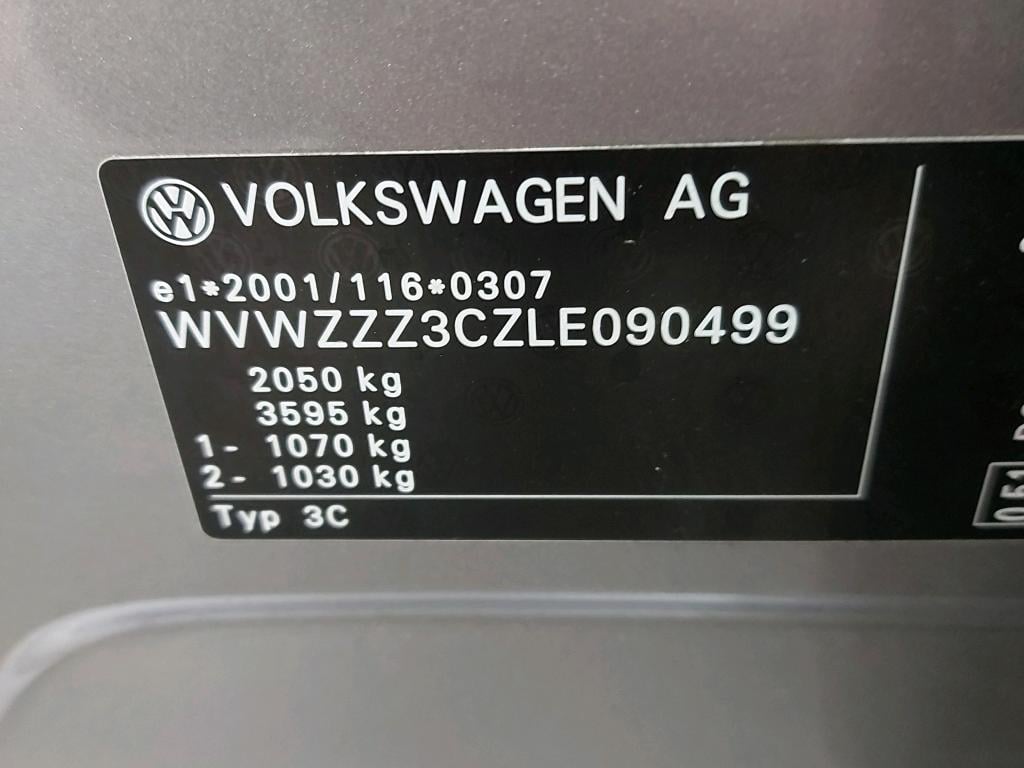 VOLKSWAGEN AG
e1*2001/116*0307
WVWZZZ3CZLE090499
2050 kg
3595 kg
1- 1070 kg
2- 1030 kg
Typ 3C